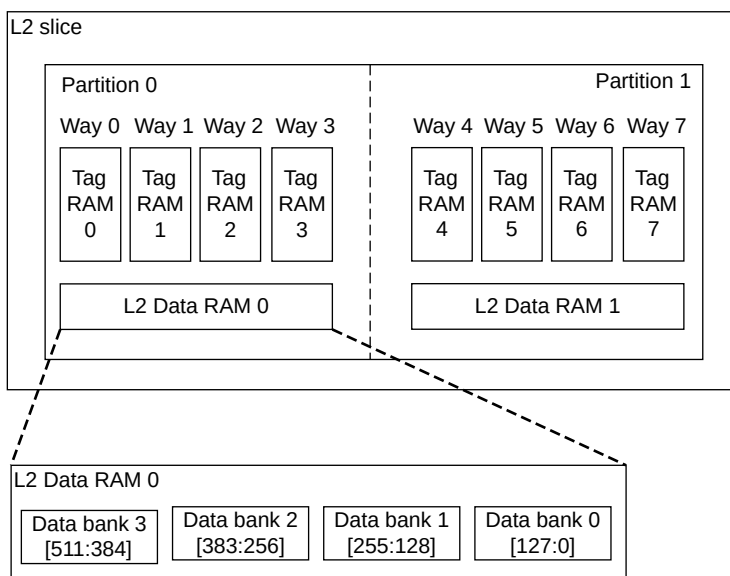 L2 slice
Partition 0
Partition 1
Way 0 Way 1 Way 2 Way 3
Way 4 Way 5 Way 6 Way 7
Tag RAM 0
Tag RAM 1
Tag RAM 2
Tag RAM 3
Tag RAM 4
Tag RAM 5
Tag RAM 6
Tag RAM 7
L2 Data RAM 0
L2 Data RAM 1
L2 Data RAM 0
Data bank 3
[511:384]
Data bank 2
[383:256]
Data bank 1
[255:128]
Data bank 0
[127:0]